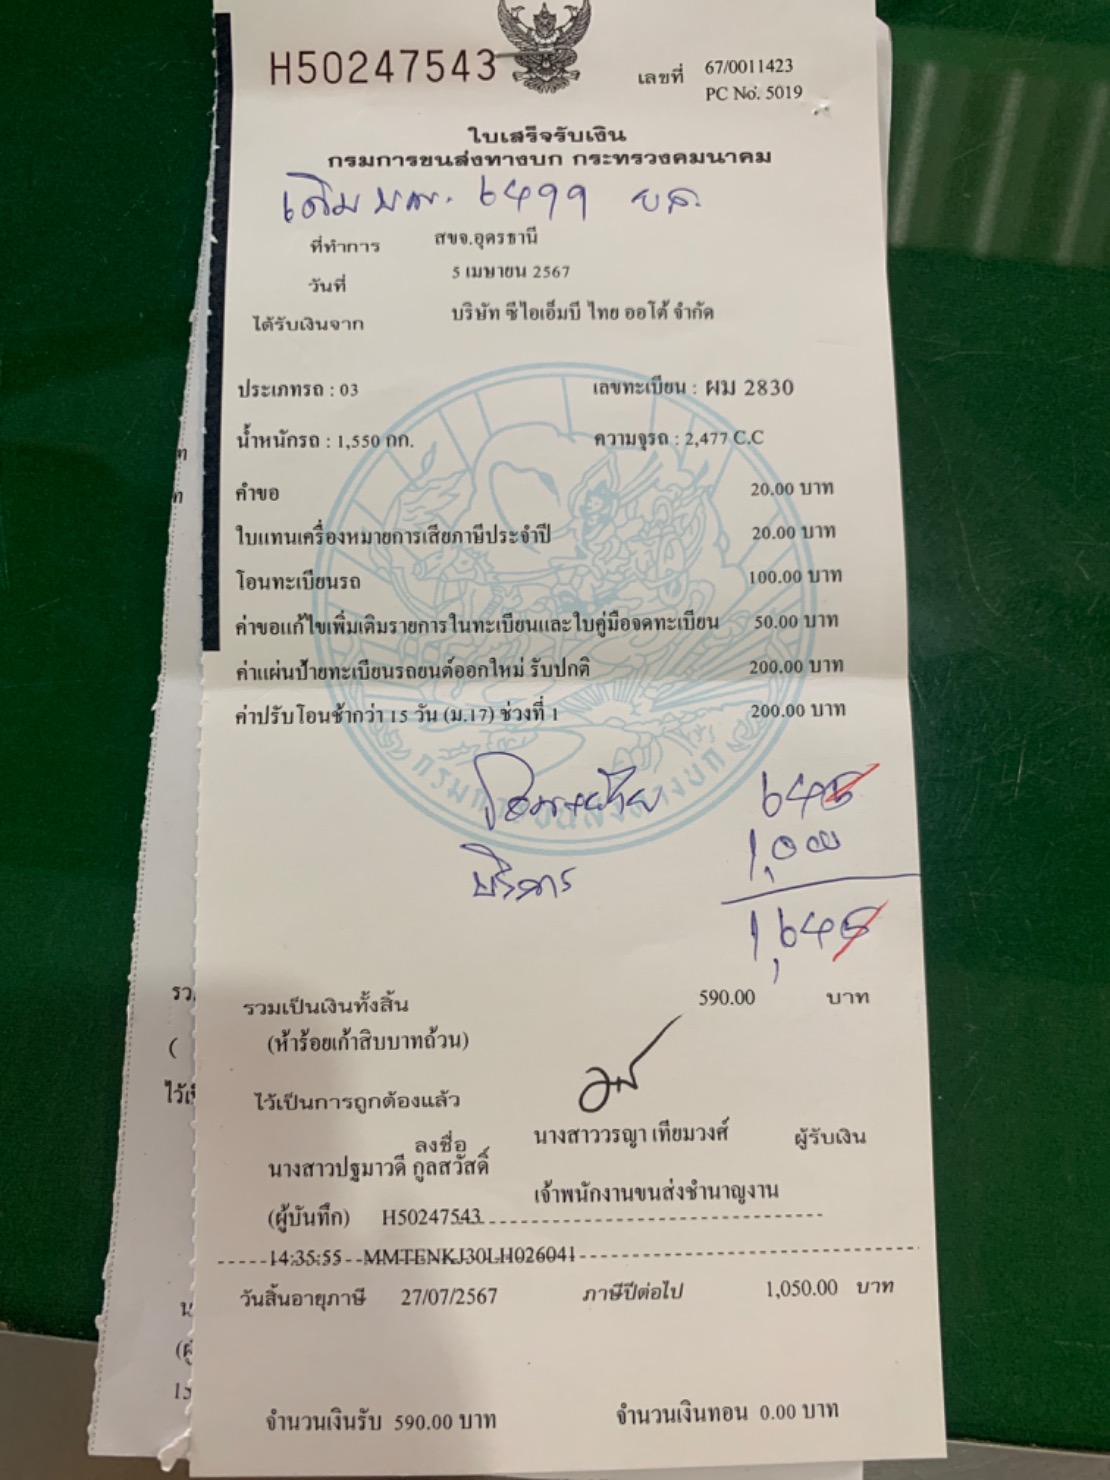 H50247543
เลขที่ 67/0011423
PC No. 5019
ใบเสร็จรับเงิน
กรมการขนส่งทางบก กระทรวงคมนาคม
เดิม 6499
ที่ทำการ สขจ.อุดรธานี
วันที่ 5 เมษายน 2567
ได้รับเงินจาก บริษัท ซีไอเอ็มบี ไทย ออโต้ จำกัด
ประเภทรถ : 03 เลขทะเบียน : ผม 2830
น้ำหนักรถ : 1,550 กก. ความจุรถ : 2,477 C.C
คำขอ 20.00 บาท
ใบแทนเครื่องหมายการเสียภาษีประจำปี 20.00 บาท
โอนทะเบียนรถ 100.00 บาท
ค่าขอแก้ไขเพิ่มเติมรายการในทะเบียนและใบคู่มือจดทะเบียน 50.00 บาท
ค่าแผ่นป้ายทะเบียนรถยนต์ออกใหม่ รับปกติ 200.00 บาท
ค่าปรับโอนช้ากว่า 15 วัน (ม.17) ช่วงที่ 1 200.00 บาท
กรมการขนส่งทางบก
645
บริการ 1,000
1,645
รวมเป็นเงินทั้งสิ้น 590.00 บาท
(ห้าร้อยเก้าสิบบาทถ้วน)
ไว้เป็นการถูกต้องแล้ว
ลงชื่อ นางสาววรญา เทียมวงศ์ ผู้รับเงิน
นางสาวปฐมาวดี กูลสวัสดิ์
เจ้าพนักงานขนส่งชำนาญงาน
(ผู้บันทึก) H50247543
14:35:55 MMTENKJ30LH026041
วันสิ้นอายุภาษี 27/07/2567 ภาษีปีต่อไป 1,050.00 บาท
จำนวนเงินรับ 590.00 บาท จำนวนเงินทอน 0.00 บาท